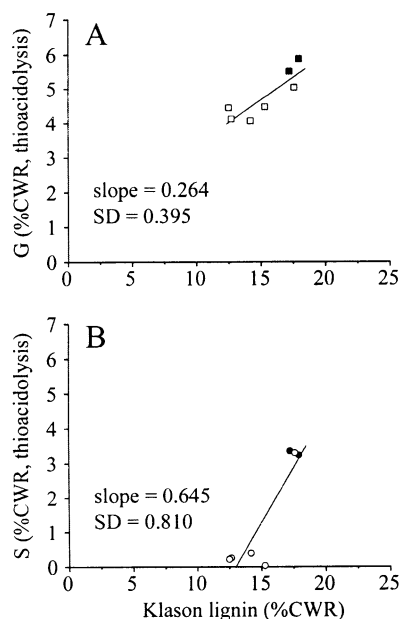 A
7
6
5
4
3
2
1
0
G (%CWR, thioacidolysis)
slope = 0.264
SD = 0.395
0 5 10 15 20 25
B
7
6
5
4
3
2
1
0
S (%CWR, thioacidolysis)
slope = 0.645
SD = 0.810
0 5 10 15 20 25
Klason lignin (%CWR)